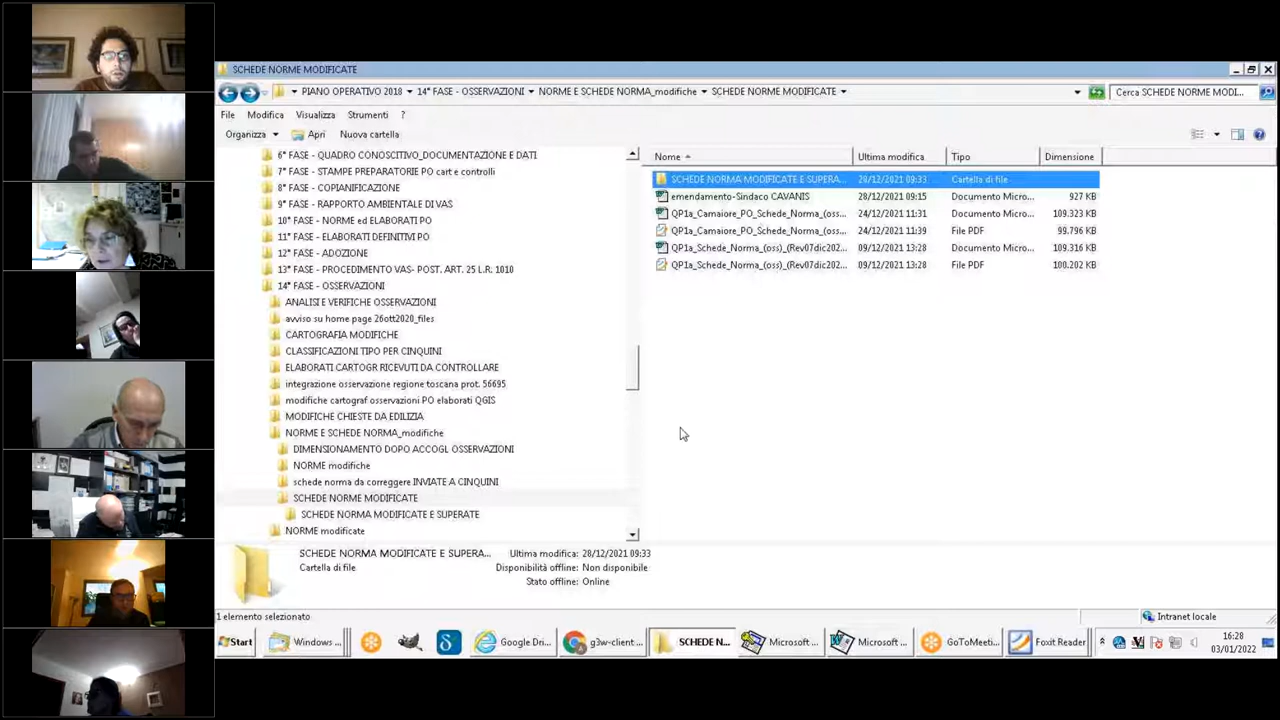 SCHEDE NORME MODIFICATE
PIANO OPERATIVO 2018 14° FASE - OSSERVAZIONI NORME E SCHEDE NORMA_modifiche SCHEDE NORME MODIFICATE Cerca SCHEDE NORME MODI...
File Modifica Visualizza Strumenti ?
Organizza Apri Nuova cartella
6° FASE - QUADRO CONOSCITIVO_DOCUMENTAZIONE E DATI
7° FASE - STAMPE PREPARATORIE PO cart e controlli
8° FASE - COPIANIFICAZIONE
9° FASE - RAPPORTO AMBIENTALE DI VAS
10° FASE - NORME ed ELABORATI PO
11° FASE - ELABORATI DEFINITIVI PO
12° FASE - ADOZIONE
13° FASE - PROCEDIMENTO VAS- POST. ART. 25 L.R. 1010
14° FASE - OSSERVAZIONI
ANALISI E VERIFICHE OSSERVAZIONI
avviso su home page 26ott2020_files
CARTOGRAFIA MODIFICHE
CLASSIFICAZIONI TIPO PER CINQUINI
ELABORATI CARTOGR RICEVUTI DA CONTROLLARE
integrazione osservazione regione toscana prot. 56695
modifiche cartograf osservazioni PO elaborati QGIS
MODIFICHE CHIESTE DA EDILIZIA
NORME E SCHEDE NORMA_modifiche
DIMENSIONAMENTO DOPO ACCOGL OSSERVAZIONI
NORME modifiche
schede norma da correggere INVIATE A CINQUINI
SCHEDE NORME MODIFICATE
SCHEDE NORMA MODIFICATE E SUPERATE
NORME modificate
Nome Ultima modifica Tipo Dimensione
SCHEDE NORMA MODIFICATE E SUPERA... 28/12/2021 09:33 Cartella di file
emendamento-Sindaco CAVANIS 28/12/2021 09:15 Documento Micro... 927 KB
QP1a_Camaiore_PO_Schede_Norma_(oss... 24/12/2021 11:31 Documento Micro... 109.323 KB
QP1a_Camaiore_PO_Schede_Norma_(oss... 24/12/2021 11:39 File PDF 99.796 KB
QP1a_Schede_Norma_(oss)_(Rev07dic202... 09/12/2021 13:28 Documento Micro... 109.316 KB
QP1a_Schede_Norma_(oss)_(Rev07dic202... 09/12/2021 13:28 File PDF 100.202 KB
SCHEDE NORMA MODIFICATE E SUPERA... Ultima modifica: 28/12/2021 09:33
Cartella di file Disponibilità offline: Non disponibile
Stato offline: Online
1 elemento selezionato Intranet locale
Start Windows ... Google Dri... g3w-client ... SCHEDE N... Microsoft ... Microsoft ... GoToMeeti... Foxit Reader 16:28
03/01/2022